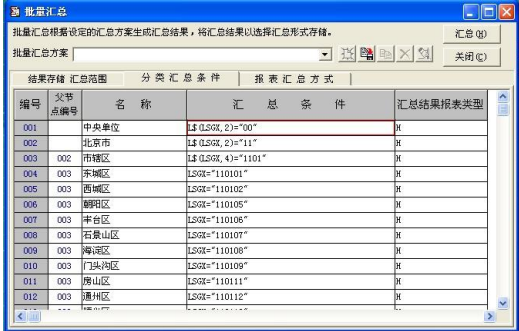 批量汇总
批量汇总根据设定的汇总方案生成汇总结果，将汇总结果以选择汇总形式存储。
汇总(H)
批量汇总方案
关闭(C)
结果存储 汇总范围 分类汇总条件 报表汇总方式
编号 父节点编号 名 称 汇 总 条 件 汇总结果报表类型
001 中央单位 L$(LSGX,2)="00" H
002 北京市 L$(LSGX,2)="11" H
003 002 市辖区 L$(LSGX,4)="1101" H
004 003 东城区 LSGX="110101" H
005 003 西城区 LSGX="110102" H
006 003 朝阳区 LSGX="110105" H
007 003 丰台区 LSGX="110106" H
008 003 石景山区 LSGX="110107" H
009 003 海淀区 LSGX="110108" H
010 003 门头沟区 LSGX="110109" H
011 003 房山区 LSGX="110111" H
012 003 通州区 LSGX="110112" H